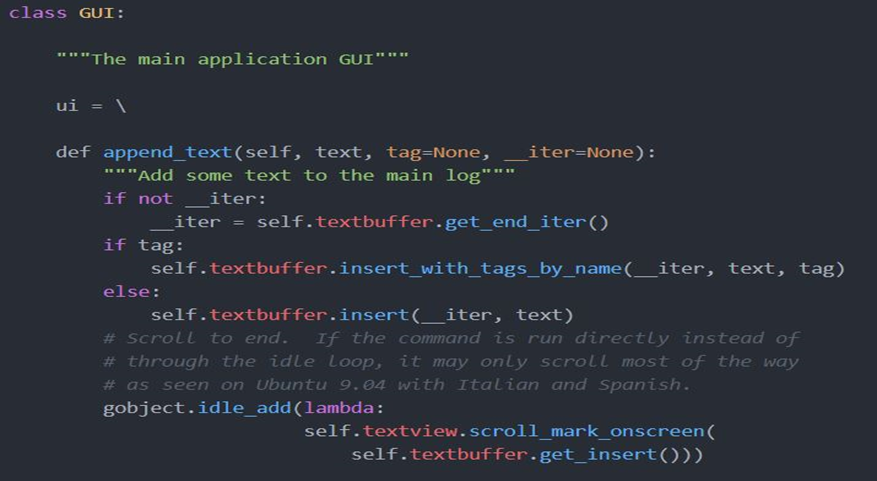 class GUI:
    """The main application GUI"""
    ui = \
    def append_text(self, text, tag=None, __iter=None):
        """Add some text to the main log"""
        if not __iter:
            __iter = self.textbuffer.get_end_iter()
        if tag:
            self.textbuffer.insert_with_tags_by_name(__iter, text, tag)
        else:
            self.textbuffer.insert(__iter, text)
        # Scroll to end.  If the command is run directly instead of
        # through the idle loop, it may only scroll most of the way
        # as seen on Ubuntu 9.04 with Italian and Spanish.
        gobject.idle_add(lambda:
                         self.textview.scroll_mark_onscreen(
                             self.textbuffer.get_insert()))